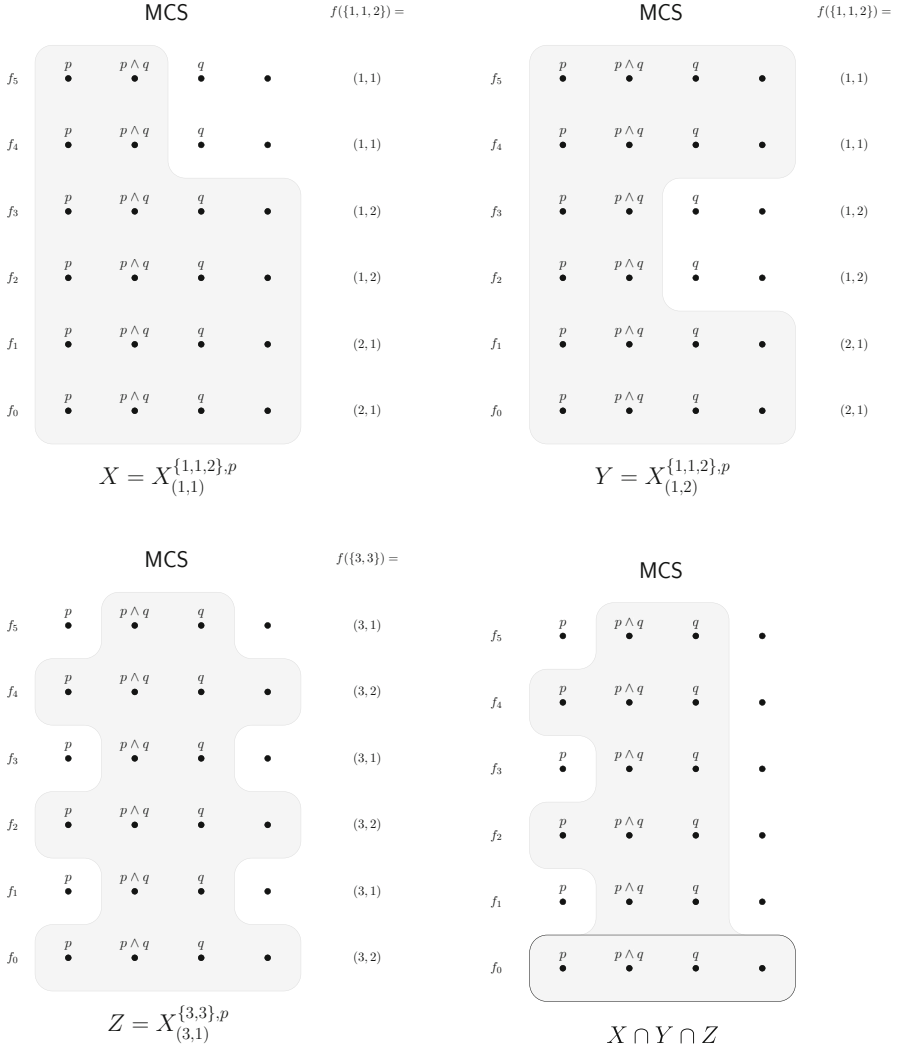 MCS f({1, 1, 2}) =
p p ∧ q q
f₅ (1, 1)
p p ∧ q q
f₄ (1, 1)
p p ∧ q q
f₃ (1, 2)
p p ∧ q q
f₂ (1, 2)
p p ∧ q q
f₁ (2, 1)
p p ∧ q q
f₀ (2, 1)
X = X^{{1,1,2},p}_{(1,1)}
MCS f({1, 1, 2}) =
p p ∧ q q
f₅ (1, 1)
p p ∧ q q
f₄ (1, 1)
p p ∧ q q
f₃ (1, 2)
p p ∧ q q
f₂ (1, 2)
p p ∧ q q
f₁ (2, 1)
p p ∧ q q
f₀ (2, 1)
Y = X^{{1,1,2},p}_{(1,2)}
MCS f({3, 3}) =
p p ∧ q q
f₅ (3, 1)
p p ∧ q q
f₄ (3, 2)
p p ∧ q q
f₃ (3, 1)
p p ∧ q q
f₂ (3, 2)
p p ∧ q q
f₁ (3, 1)
p p ∧ q q
f₀ (3, 2)
Z = X^{{3,3},p}_{(3,1)}
MCS
p p ∧ q q
f₅
p p ∧ q q
f₄
p p ∧ q q
f₃
p p ∧ q q
f₂
p p ∧ q q
f₁
p p ∧ q q
f₀
X ∩ Y ∩ Z